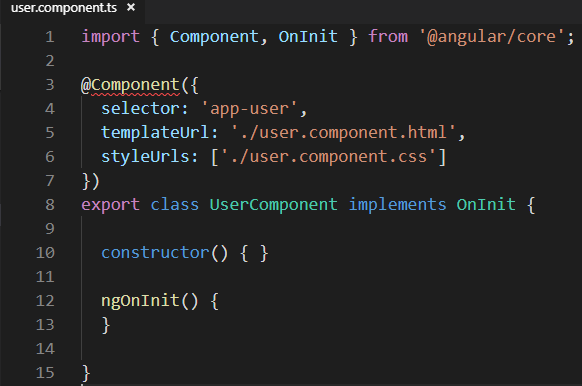 user.component.ts ×
1 import { Component, OnInit } from '@angular/core';
2
3 @Component({
4   selector: 'app-user',
5   templateUrl: './user.component.html',
6   styleUrls: ['./user.component.css']
7 })
8 export class UserComponent implements OnInit {
9
10   constructor() { }
11
12   ngOnInit() {
13   }
14
15 }